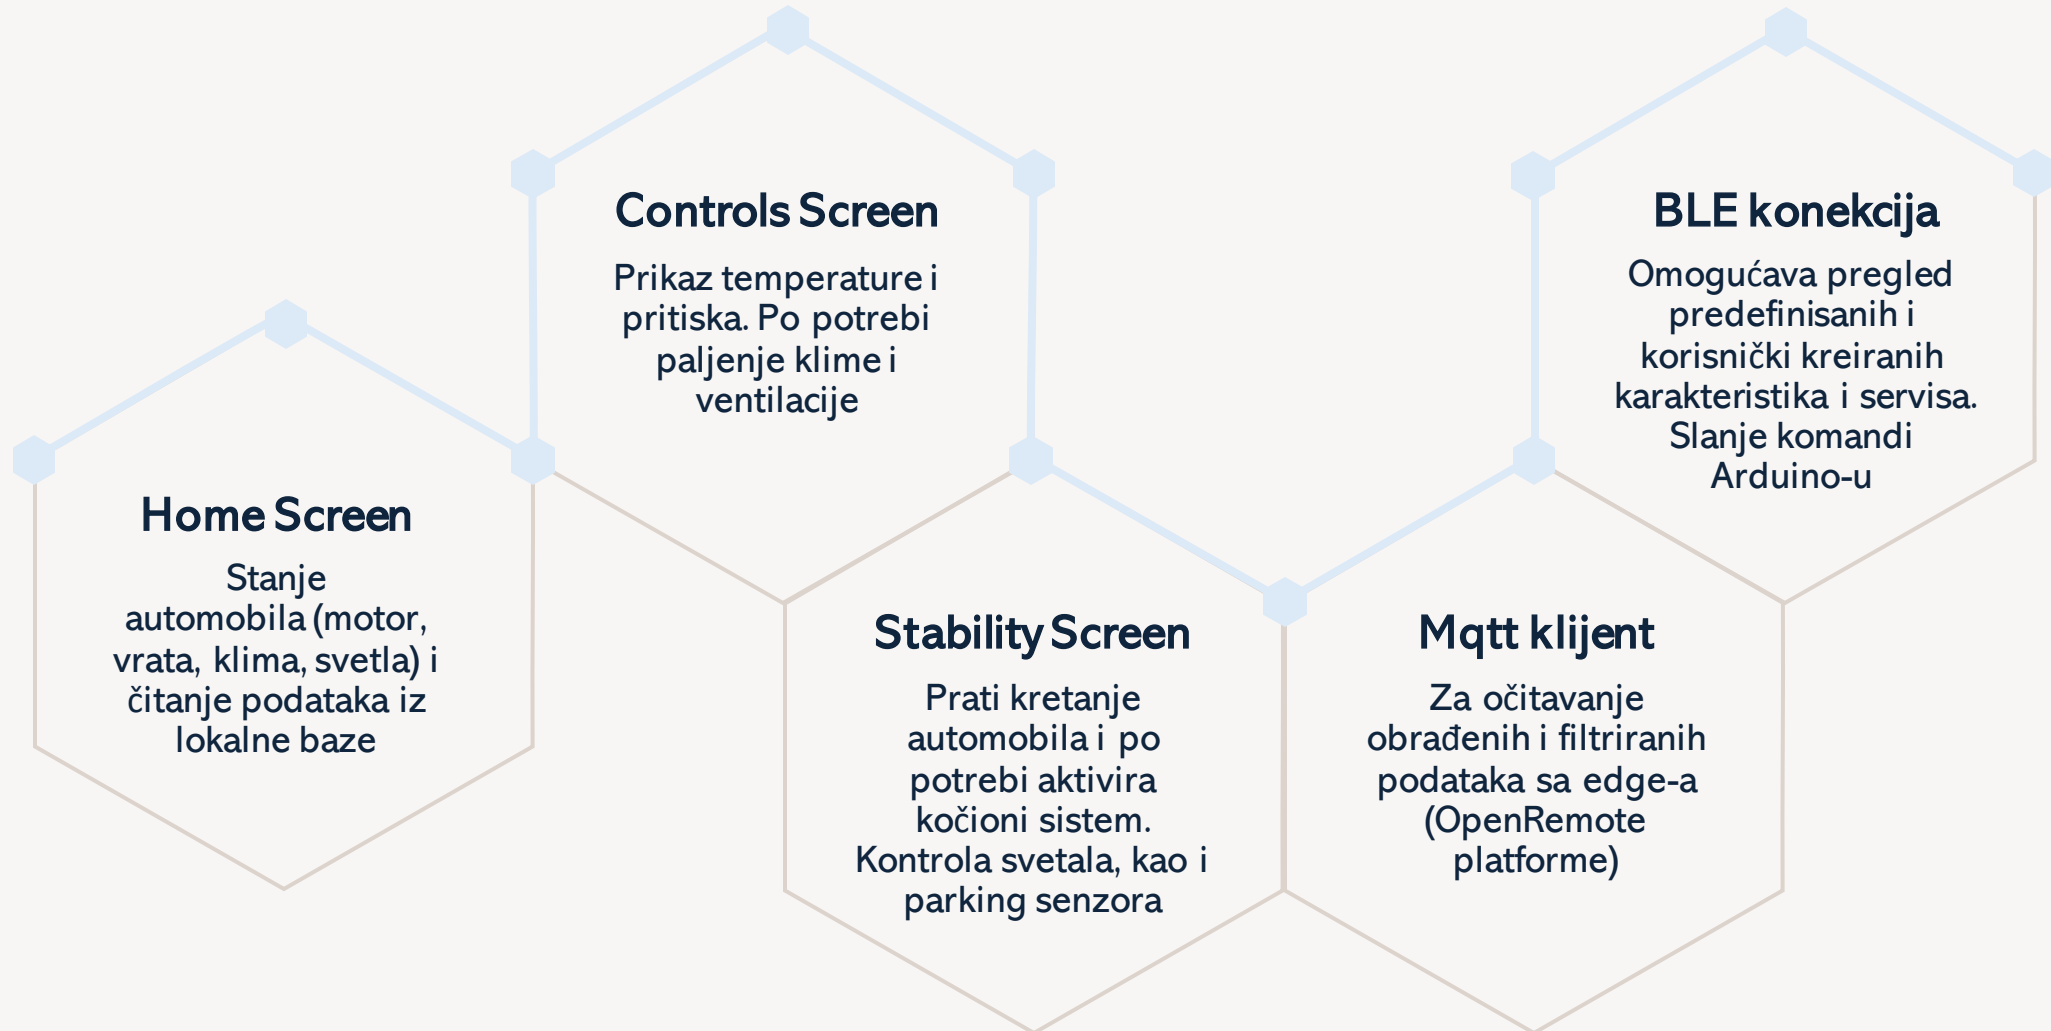 Home Screen
Stanje
automobila (motor,
vrata, klima, svetla) i
čitanje podataka iz
lokalne baze
Controls Screen
Prikaz temperature i
pritiska. Po potrebi
paljenje klime i
ventilacije
Stability Screen
Prati kretanje
automobila i po
potrebi aktivira
kočioni sistem.
Kontrola svetala, kao i
parking senzora
Mqtt klijent
Za očitavanje
obrađenih i filtriranih
podataka sa edge-a
(OpenRemote
platforme)
BLE konekcija
Omogućava pregled
predefinisanih i
korisnički kreiranih
karakteristika i servisa.
Slanje komandi
Arduino-u